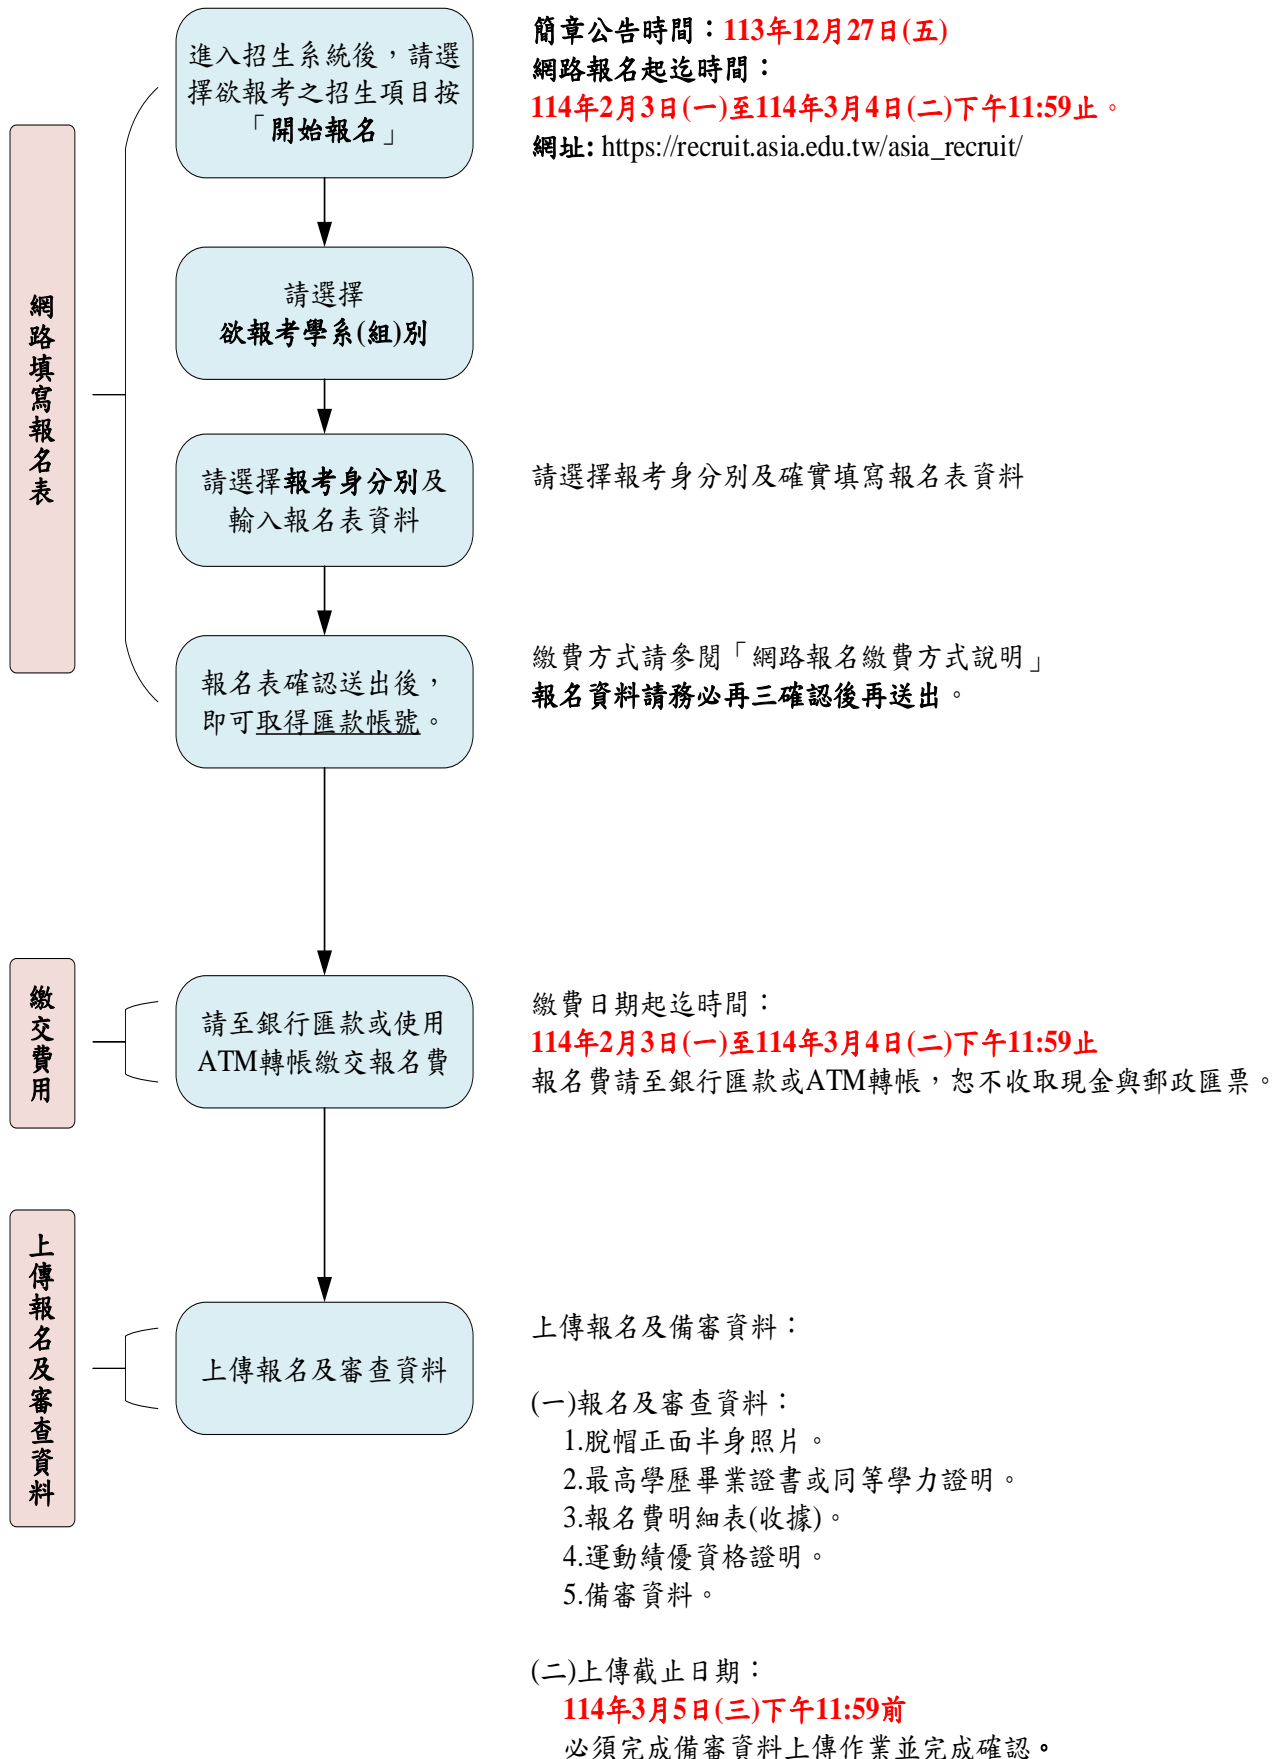 進入招生系統後，請選
擇欲報考之招生項目按
「開始報名」
簡章公告時間：113年12月27日(五)
網路報名起迄時間：
114年2月3日(一)至114年3月4日(二)下午11:59止。
網址: https://recruit.asia.edu.tw/asia_recruit/
網路填寫報名表
請選擇
欲報考學系(組)別
請選擇報考身分別及
輸入報名表資料
請選擇報考身分別及確實填寫報名表資料
報名表確認送出後，
即可取得匯款帳號。
繳費方式請參閱「網路報名繳費方式說明」
報名資料請務必再三確認後再送出。
繳交費用
請至銀行匯款或使用
ATM轉帳繳交報名費
繳費日期起迄時間：
114年2月3日(一)至114年3月4日(二)下午11:59止
報名費請至銀行匯款或ATM轉帳，恕不收取現金與郵政匯票。
上傳報名及審查資料
上傳報名及審查資料
上傳報名及備審資料：
(一)報名及審查資料：
1.脫帽正面半身照片。
2.最高學歷畢業證書或同等學力證明。
3.報名費明細表(收據)。
4.運動績優資格證明。
5.備審資料。
(二)上傳截止日期：
114年3月5日(三)下午11:59前
必須完成備審資料上傳作業並完成確認。